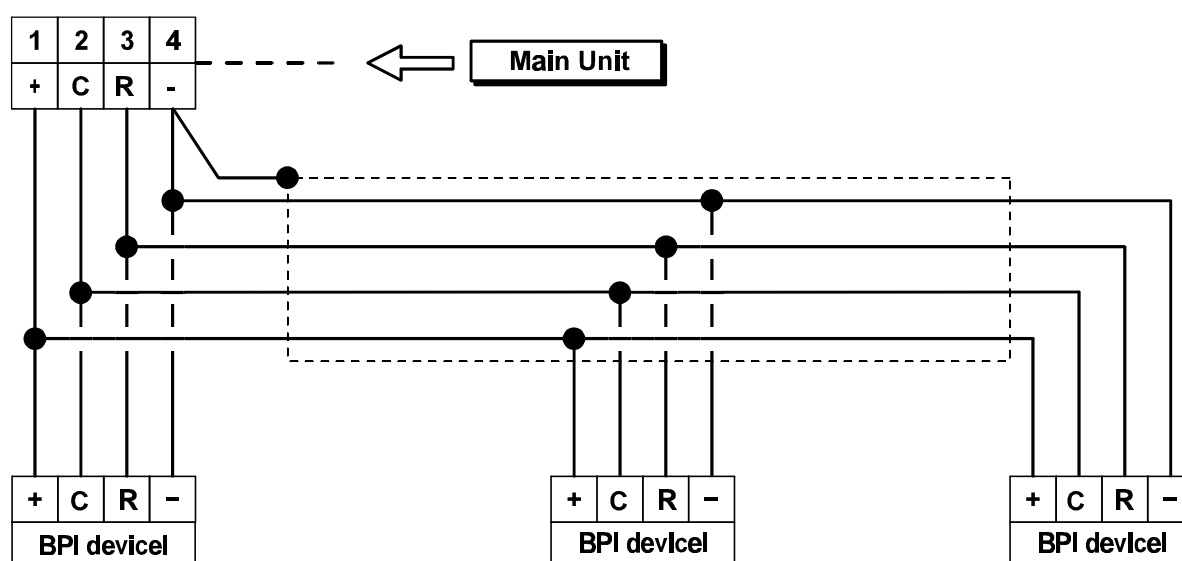 1 2 3 4
+ C R -
Main Unit
+ C R -
BPI devicel
+ C R -
BPI devicel
+ C R -
BPI devicel